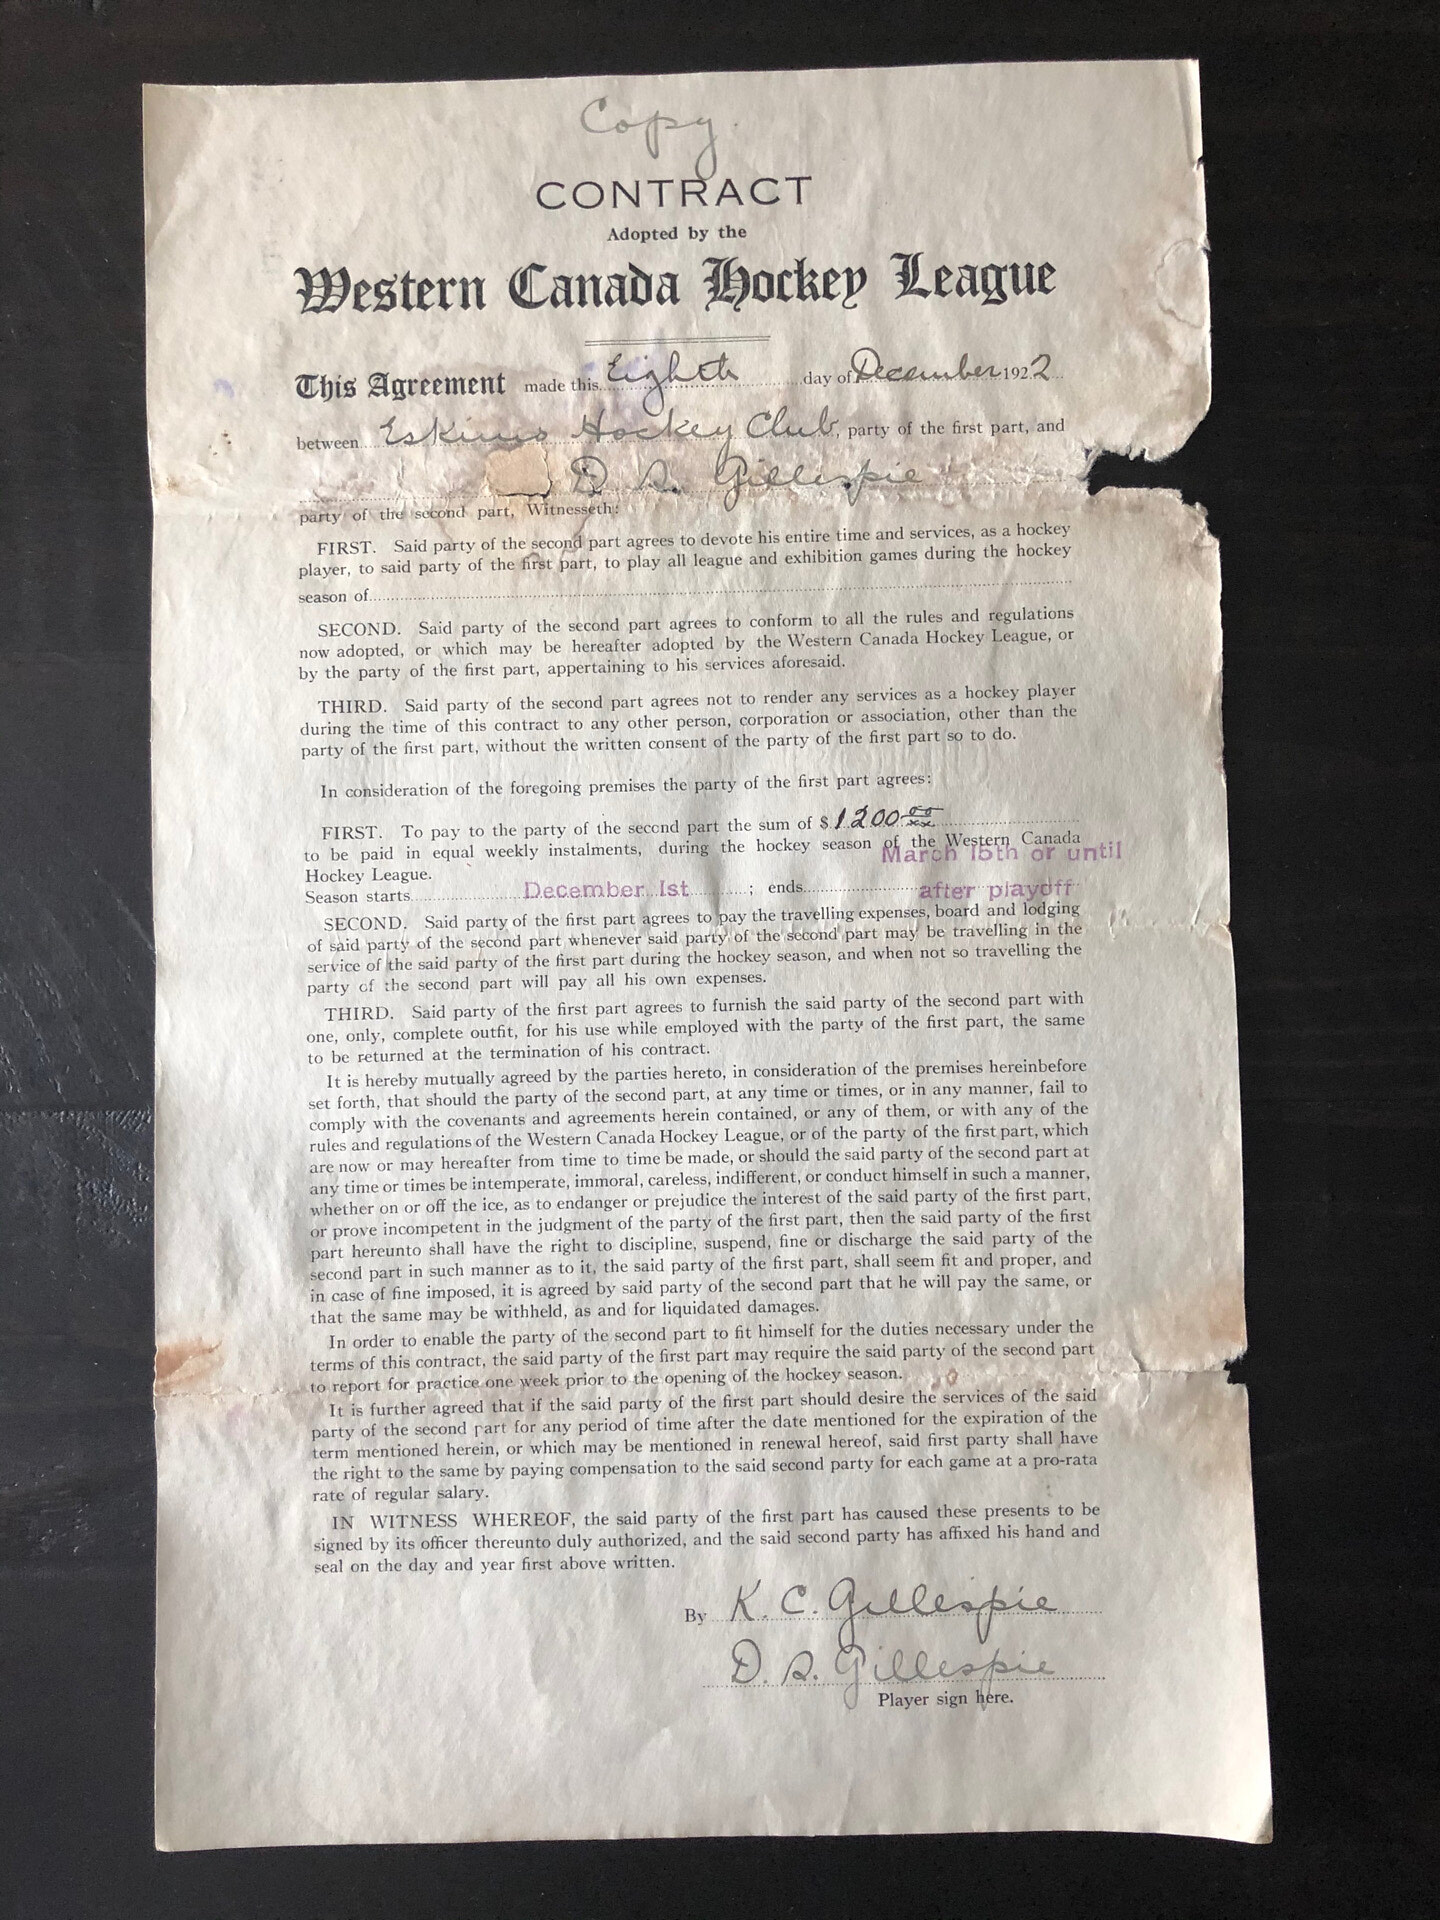 Copy.
CONTRACT
Adopted by the
Western Canada Hockey League
This Agreement made this Eighth day of December 1922
between Eskimo Hockey Club, party of the first part, and
D S. Gillespie
party of the second part, Witnesseth:
FIRST. Said party of the second part agrees to devote his entire time and services, as a hockey
player, to said party of the first part, to play all league and exhibition games during the hockey
season of
SECOND. Said party of the second part agrees to conform to all the rules and regulations
now adopted, or which may be hereafter adopted by the Western Canada Hockey League, or
by the party of the first part, appertaining to his services aforesaid.
THIRD. Said party of the second part agrees not to render any services as a hockey player
during the time of this contract to any other person, corporation or association, other than the
party of the first part, without the written consent of the party of the first part so to do.
In consideration of the foregoing premises the party of the first part agrees:
FIRST. To pay to the party of the second part the sum of $1200 00/xx
to be paid in equal weekly instalments, during the hockey season of the Western Canada
Hockey League.
March 15th or until
Season starts December 1st ; ends after playoff
SECOND. Said party of the first part agrees to pay the travelling expenses, board and lodging
of said party of the second part whenever said party of the second part may be travelling in the
service of the said party of the first part during the hockey season, and when not so travelling the
party of the second part will pay all his own expenses.
THIRD. Said party of the first part agrees to furnish the said party of the second part with
one, only, complete outfit, for his use while employed with the party of the first part, the same
to be returned at the termination of his contract.
It is hereby mutually agreed by the parties hereto, in consideration of the premises hereinbefore
set forth, that should the party of the second part, at any time or times, or in any manner, fail to
comply with the covenants and agreements herein contained, or any of them, or with any of the
rules and regulations of the Western Canada Hockey League, or of the party of the first part, which
are now or may hereafter from time to time be made, or should the said party of the second part at
any time or times be intemperate, immoral, careless, indifferent, or conduct himself in such a manner,
whether on or off the ice, as to endanger or prejudice the interest of the said party of the first part,
or prove incompetent in the judgment of the party of the first part, then the said party of the first
part hereunto shall have the right to discipline, suspend, fine or discharge the said party of the
second part in such manner as to it, the said party of the first part, shall seem fit and proper, and
in case of fine imposed, it is agreed by said party of the second part that he will pay the same, or
that the same may be withheld, as and for liquidated damages.
In order to enable the party of the second part to fit himself for the duties necessary under the
terms of this contract, the said party of the first part may require the said party of the second part
to report for practice one week prior to the opening of the hockey season.
It is further agreed that if the said party of the first part should desire the services of the said
party of the second part for any period of time after the date mentioned for the expiration of the
term mentioned herein, or which may be mentioned in renewal hereof, said first party shall have
the right to the same by paying compensation to the said second party for each game at a pro-rata
rate of regular salary.
IN WITNESS WHEREOF, the said party of the first part has caused these presents to be
signed by its officer thereunto duly authorized, and the said second party has affixed his hand and
seal on the day and year first above written.
By K. C. Gillespie
D. S. Gillespie
Player sign here.